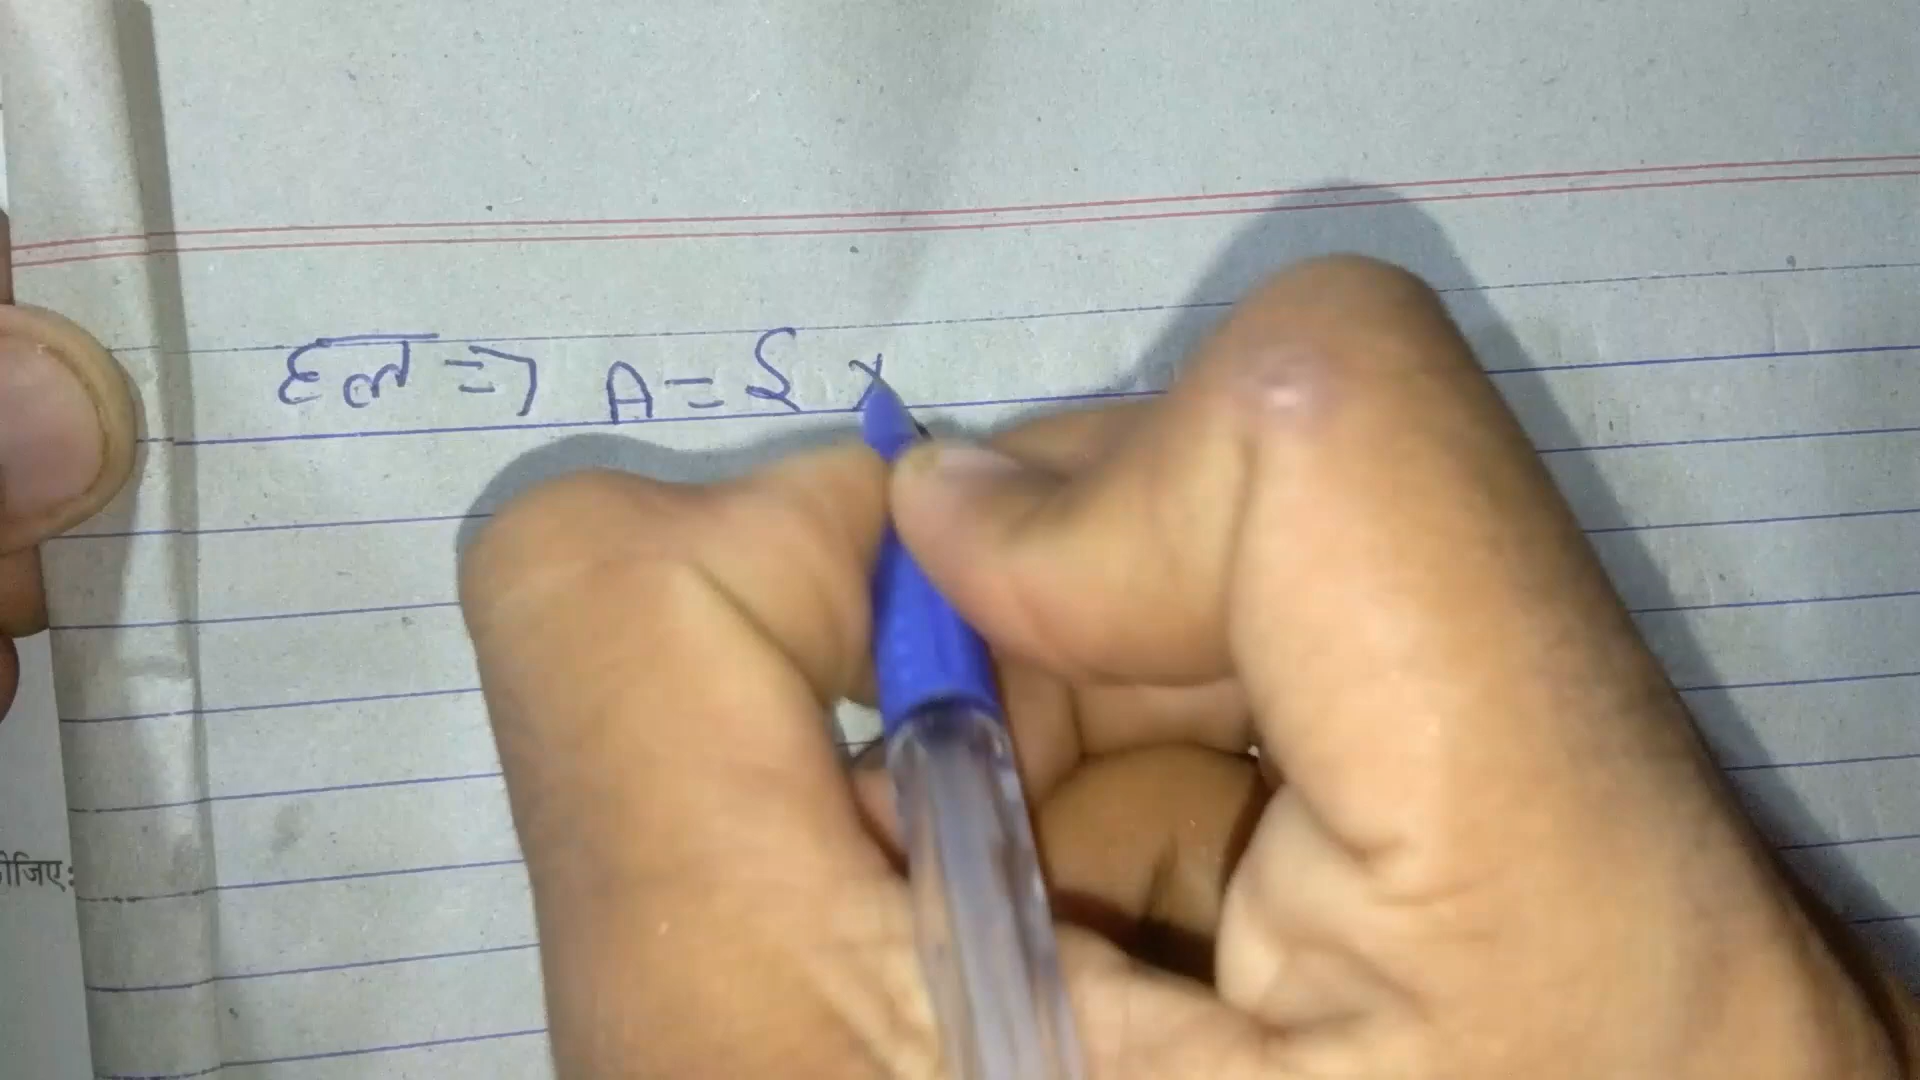 हल => A = { x
ीजिए: